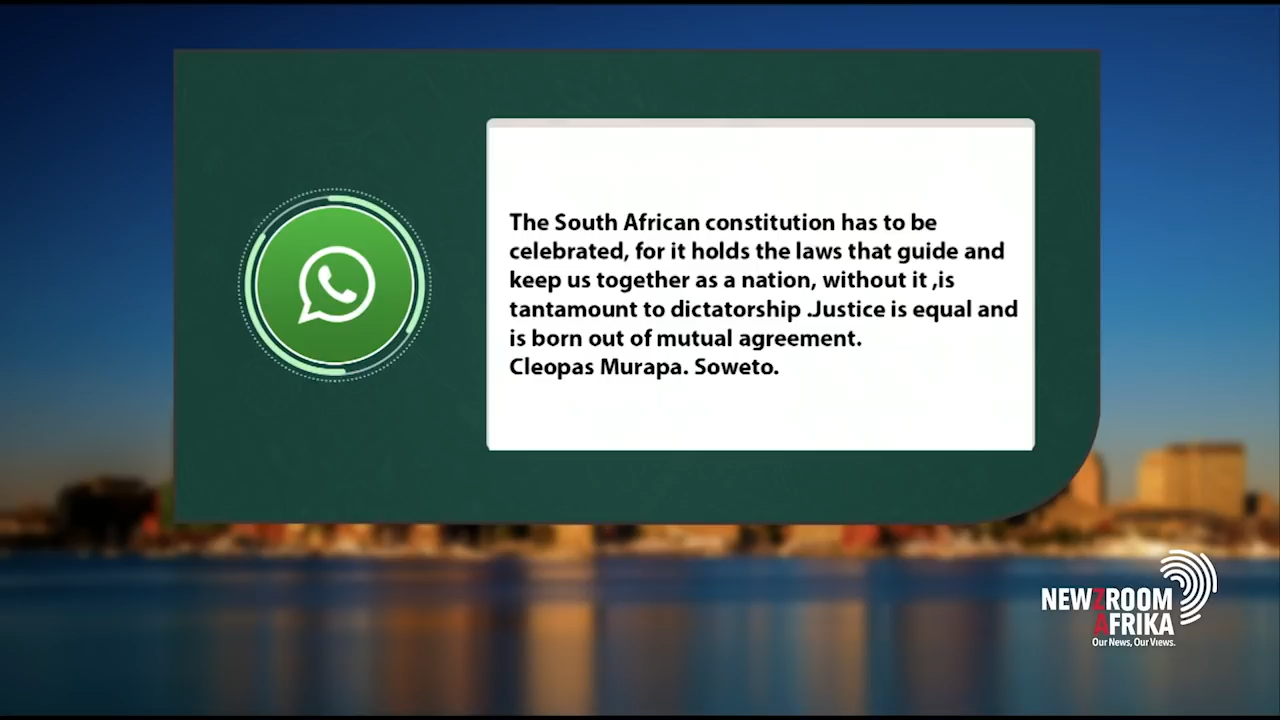 The South African constitution has to be
celebrated, for it holds the laws that guide and
keep us together as a nation, without it ,is
tantamount to dictatorship .Justice is equal and
is born out of mutual agreement.
Cleopas Murapa. Soweto.
NEWZROOM
AFRIKA
Our News, Our Views.